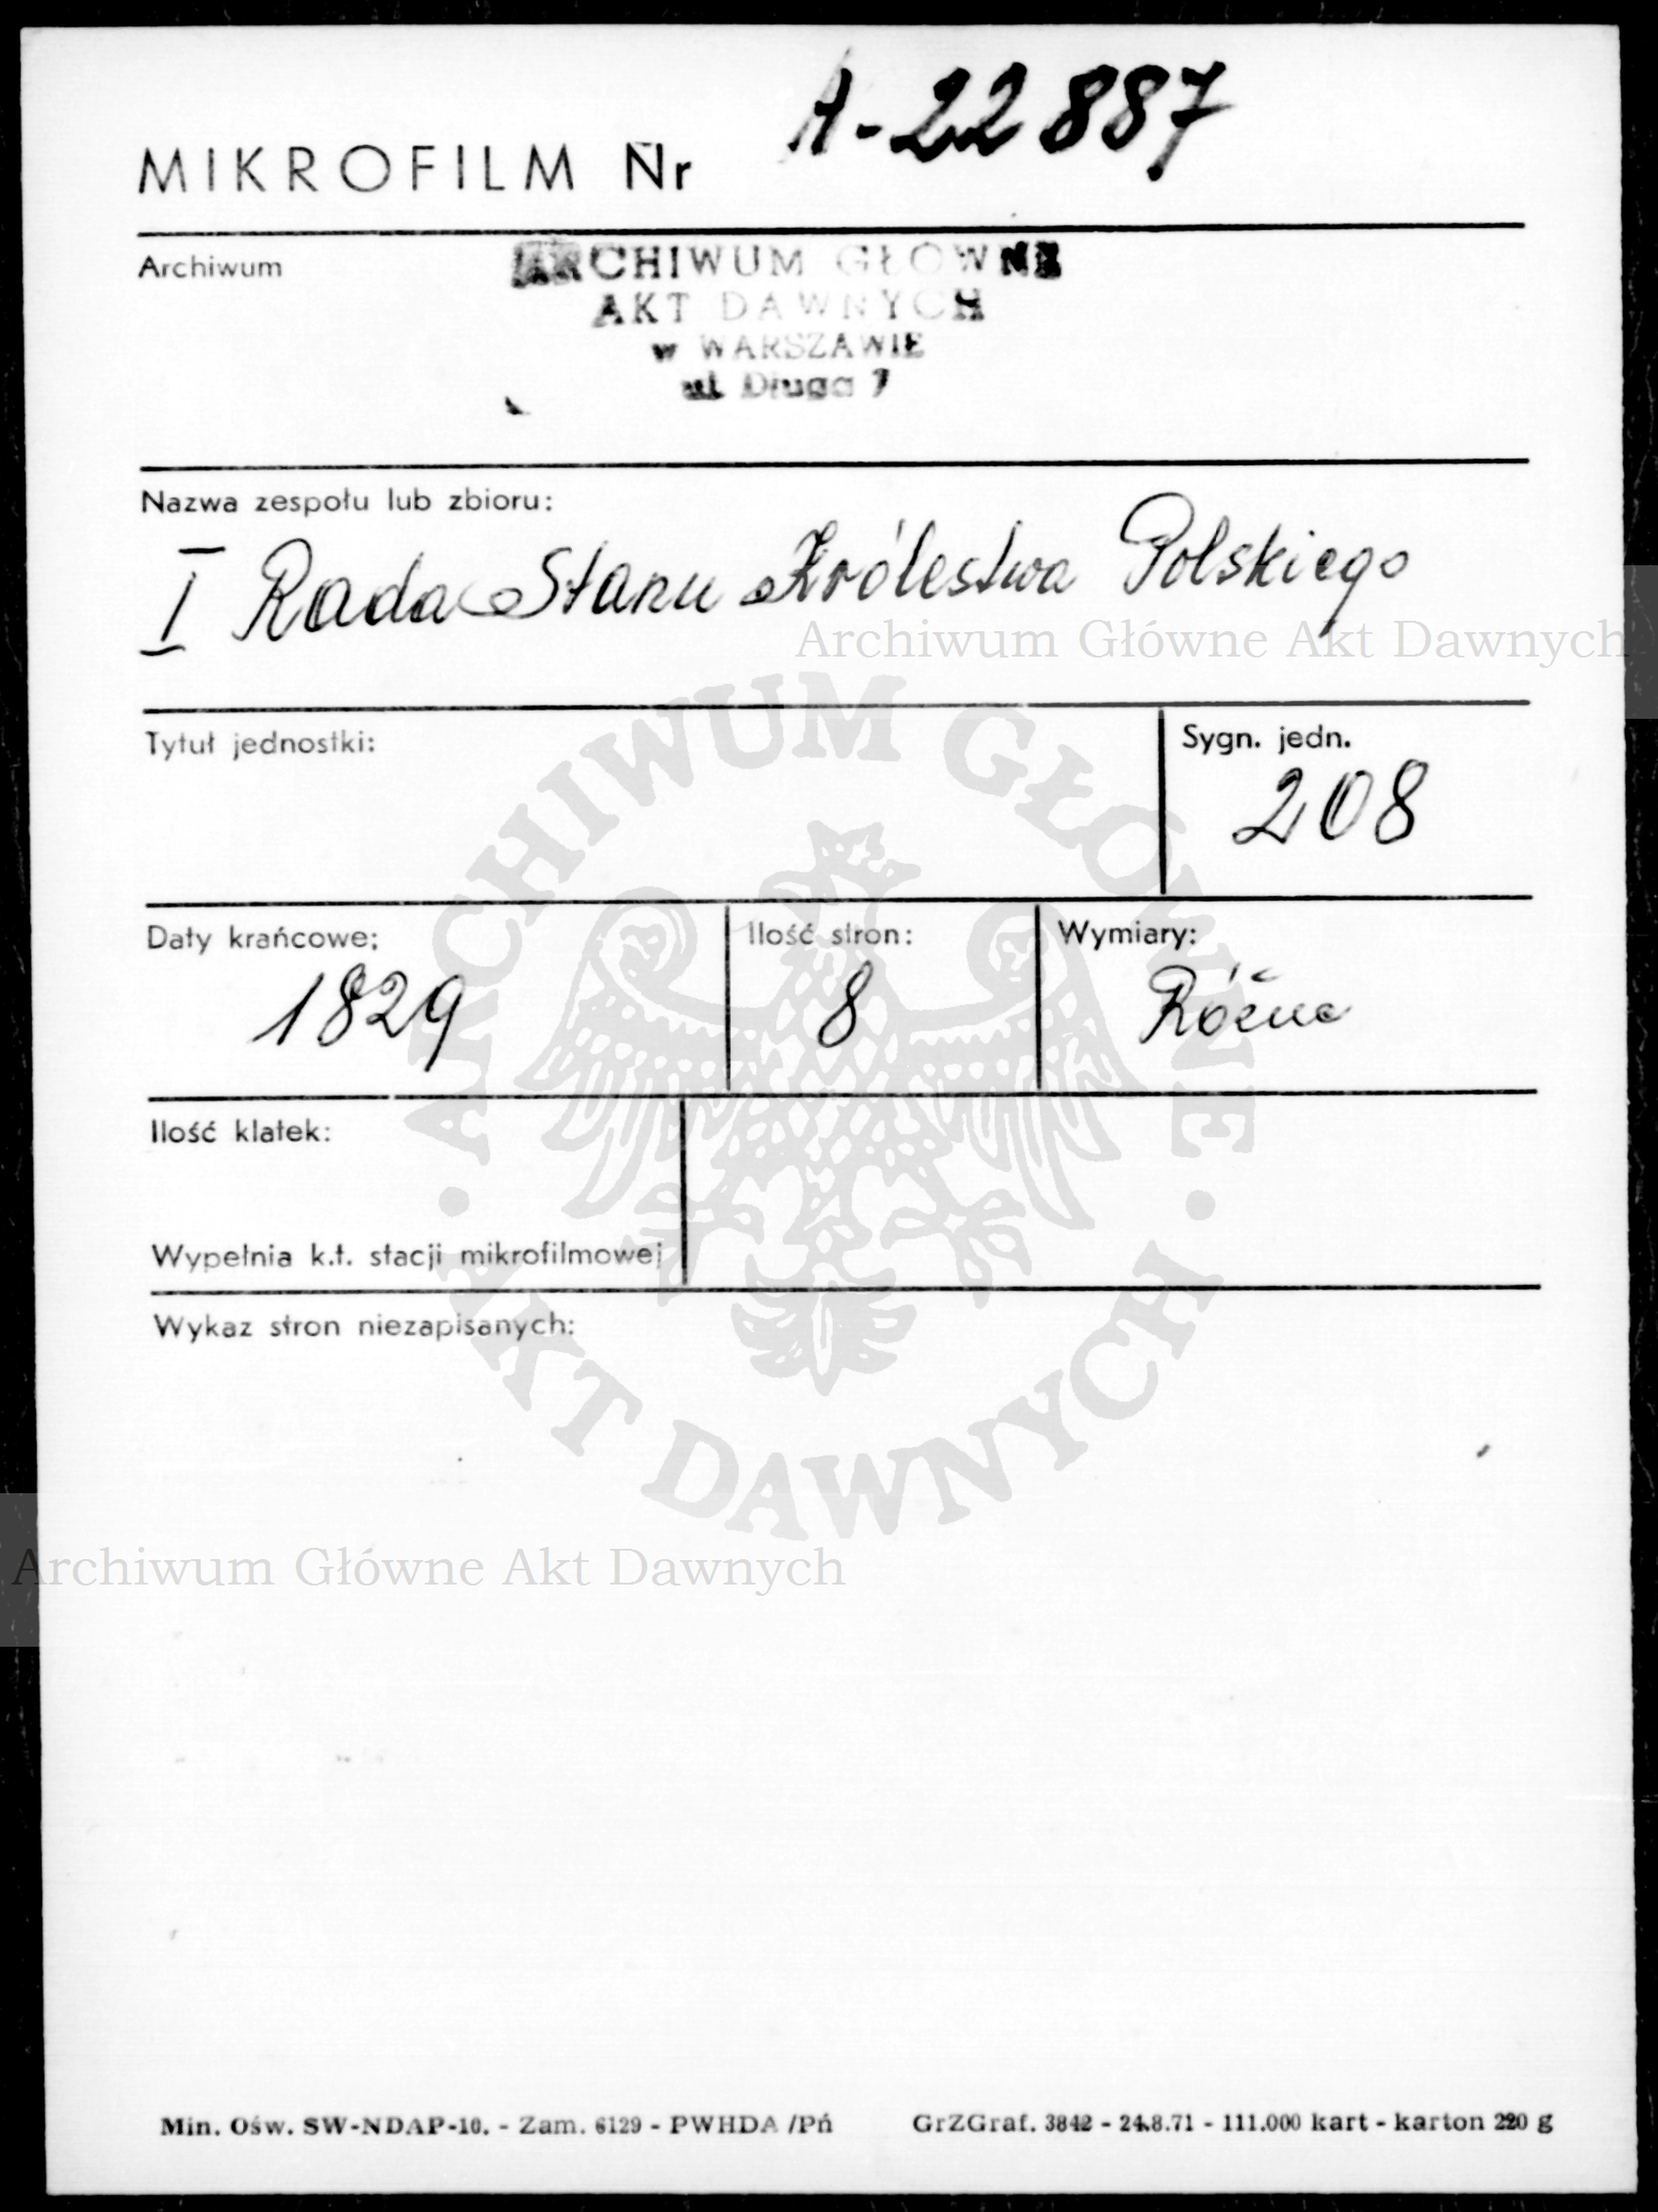 MIKROFILM Nr A-22887
Archiwum
ARCHIWUM GŁÓWNE
AKT DAWNYCH
w WARSZAWIE
ul. Długa 7
Nazwa zespołu lub zbioru:
I Rada Stanu Królestwa Polskiego
Archiwum Główne Akt Dawnych
Tytuł jednostki:
Sygn. jedn.
208
Daty krańcowe:
1829
Ilość stron:
8
Wymiary:
Różne
Ilość klatek:
Wypełnia k.t. stacji mikrofilmowej
Wykaz stron niezapisanych:
ARCHIWUM GŁÓWNE
AKT DAWNYCH
Archiwum Główne Akt Dawnych
Min. Ośw. SW-NDAP-10. - Zam. 6129 - PWHDA /Pń GrZGraf. 3842 - 24.8.71 - 111.000 kart - karton 220 g